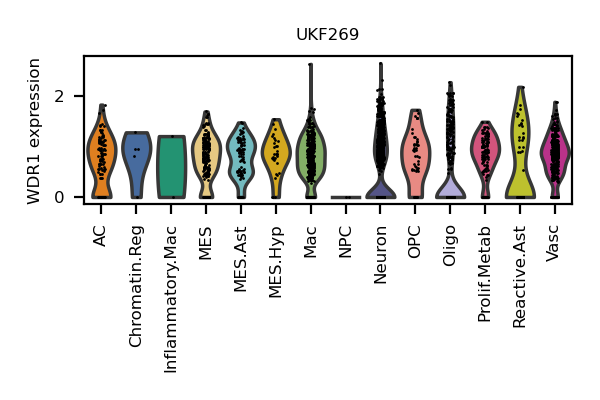 UKF269
WDR1 expression
2
0
AC
Chromatin.Reg
Inflammatory.Mac
MES
MES.Ast
MES.Hyp
Mac
NPC
Neuron
OPC
Oligo
Prolif.Metab
Reactive.Ast
Vasc